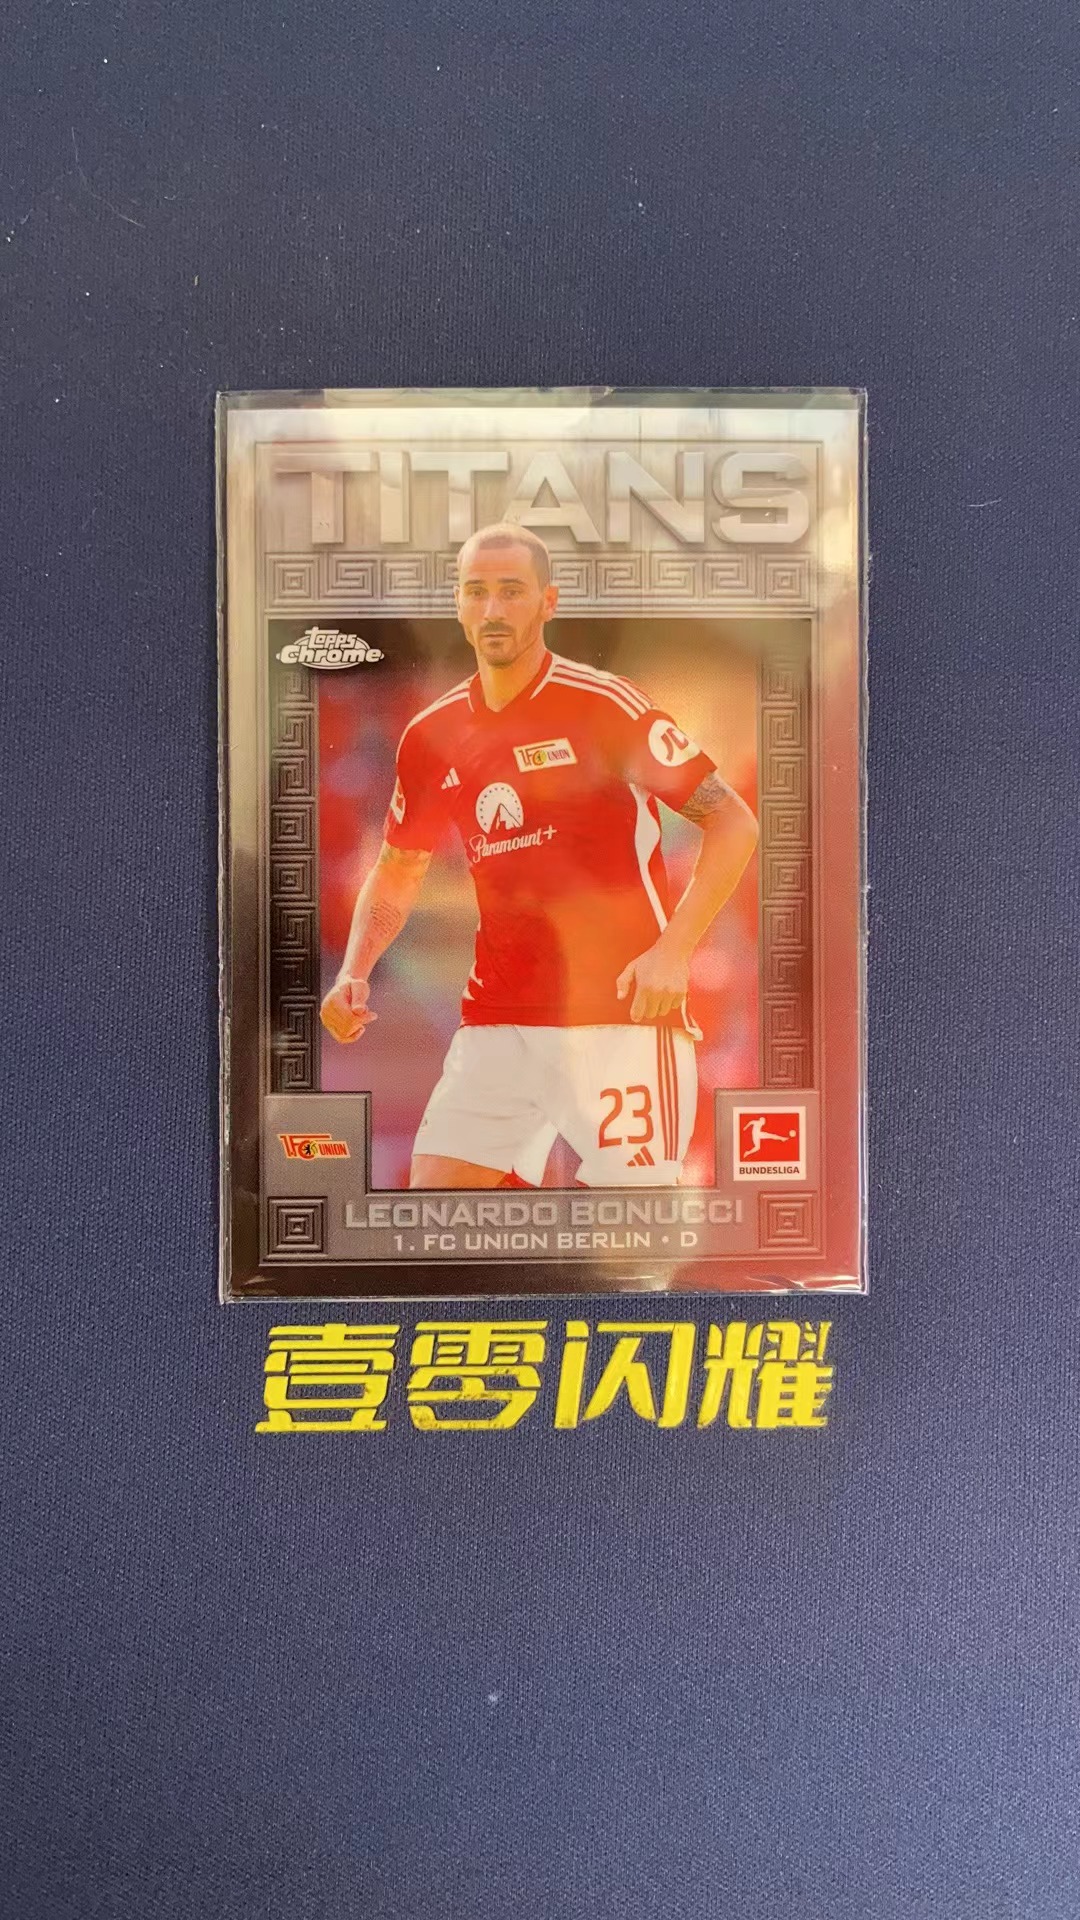 TITANS
Topps
Chrome
JD
1.FC UNION
Paramount+
23
1.FC UNION
BUNDESLIGA
LEONARDO BONUCCI
1. FC UNION BERLIN • D
壹零闪耀